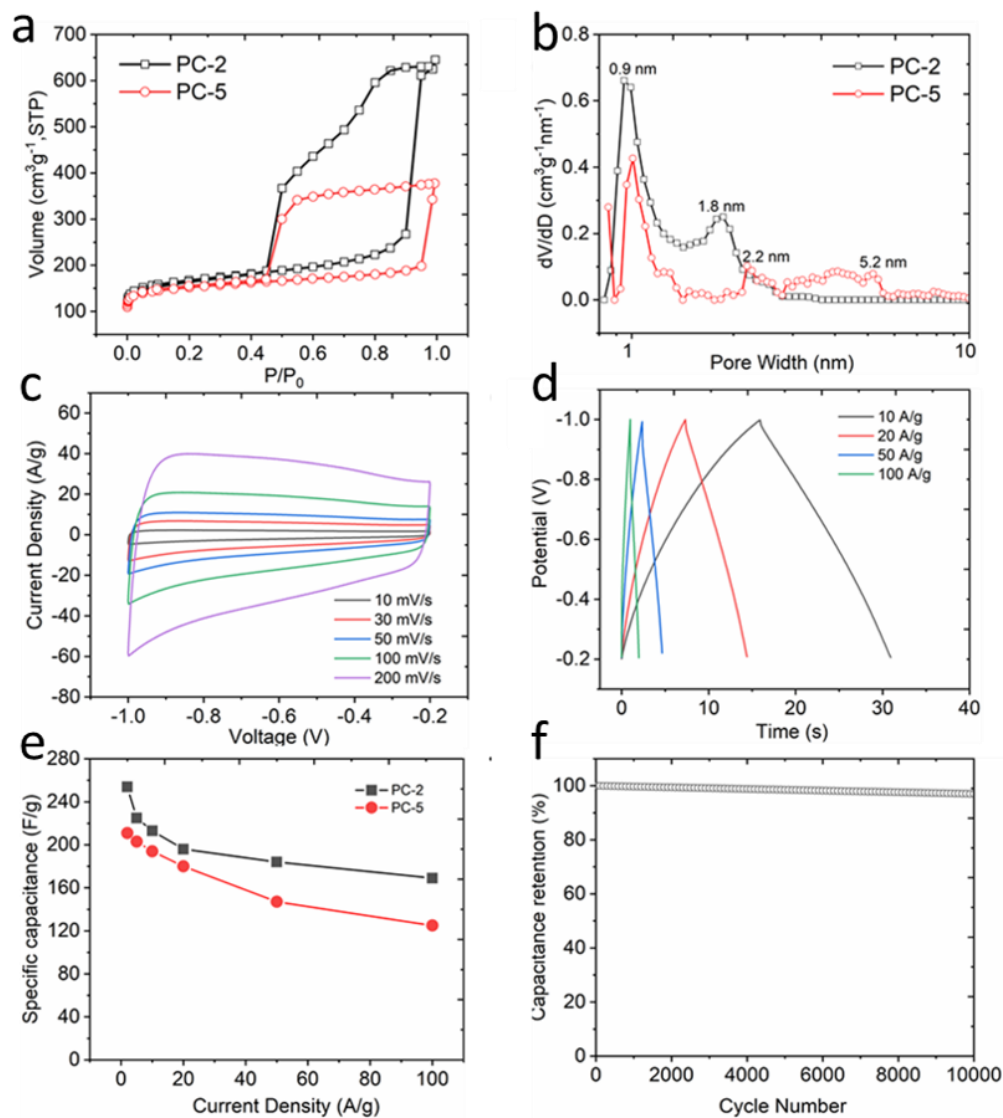 a
PC-2
PC-5
700
600
500
400
300
200
100
0.0 0.2 0.4 0.6 0.8 1.0
P/P₀
Volume (cm³g⁻¹,STP)
b
PC-2
PC-5
0.9 nm
1.8 nm
2.2 nm
5.2 nm
0.8
0.6
0.4
0.2
0.0
1 2 10
Pore Width (nm)
dV/dD (cm³g⁻¹nm⁻¹)
c
60
40
20
0
-20
-40
-60
-80
10 mV/s
30 mV/s
50 mV/s
100 mV/s
200 mV/s
-1.0 -0.8 -0.6 -0.4 -0.2
Voltage (V)
Current Density (A/g)
d
-1.0
-0.8
-0.6
-0.4
-0.2
10 A/g
20 A/g
50 A/g
100 A/g
0 10 20 30 40
Time (s)
Potential (V)
e
280
240
200
160
120
80
40
0
PC-2
PC-5
0 20 40 60 80 100
Current Density (A/g)
Specific capacitance (F/g)
f
100
80
60
40
20
0
0 2000 4000 6000 8000 10000
Cycle Number
Capacitance retention (%)